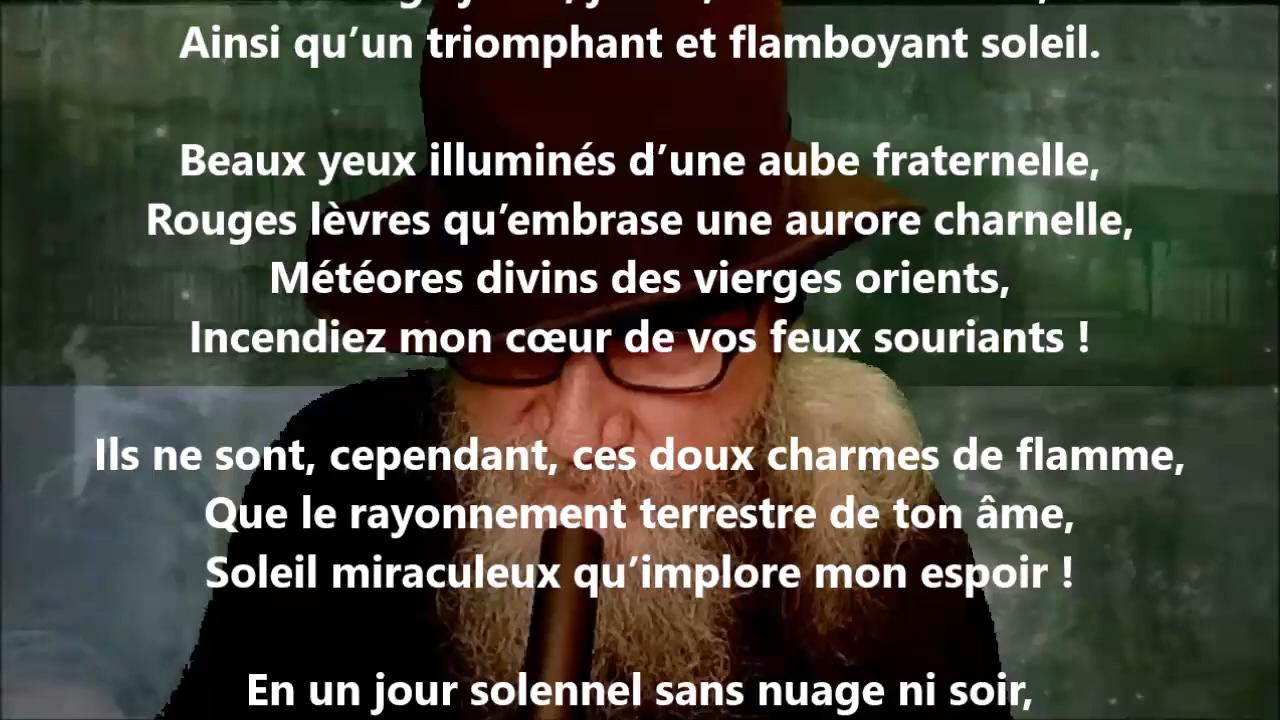 Ainsi qu’un triomphant et flamboyant soleil.
Beaux yeux illuminés d’une aube fraternelle,
Rouges lèvres qu’embrase une aurore charnelle,
Météores divins des vierges orients,
Incendiez mon cœur de vos feux souriants !
Ils ne sont, cependant, ces doux charmes de flamme,
Que le rayonnement terrestre de ton âme,
Soleil miraculeux qu’implore mon espoir !
En un jour solennel sans nuage ni soir,